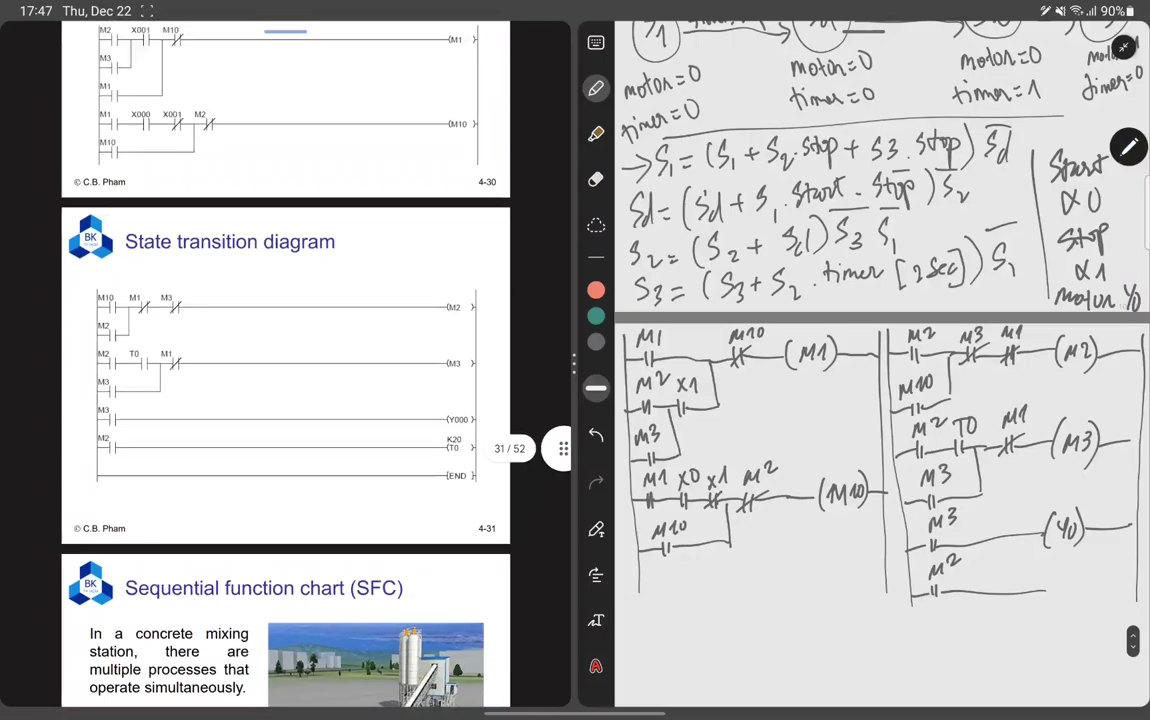 17:47 Thu, Dec 22
90%
M2 X001 M10
(M1 )
M3
M1
M1 X000 X001 M2
(M10 )
M10
© C.B. Pham
4-30
BK
State transition diagram
M10 M1 M3
(M2 )
M2
M2 T0 M1
(M3 )
M3
M3
(Y000 )
M2
K20
(T0 )
[END }
© C.B. Pham
4-31
31 / 52
BK
Sequential function chart (SFC)
In a concrete mixing
station, there are
multiple processes that
operate simultaneously.
motor=0
timer=0
motor=0
timer=0
motor=0
timer=1
timer=0
→ S1 = (S1 + S2.stop + S3.stop) Sd
Sd = (Sd + S1.start.stop) S2
S2 = (S2 + Sd) S3 S1
S3 = (S3 + S2.timer [2sec]) S1
Start
X0
Stop
X1
Motor Y0
M1 M10 (M1)
M2 X1
M3
M1 X0 X1 M2 (M10)
M10
M2 M3 M1 (M2)
M10
M2 T0 M1 (M3)
M3
M3 (Y0)
M2